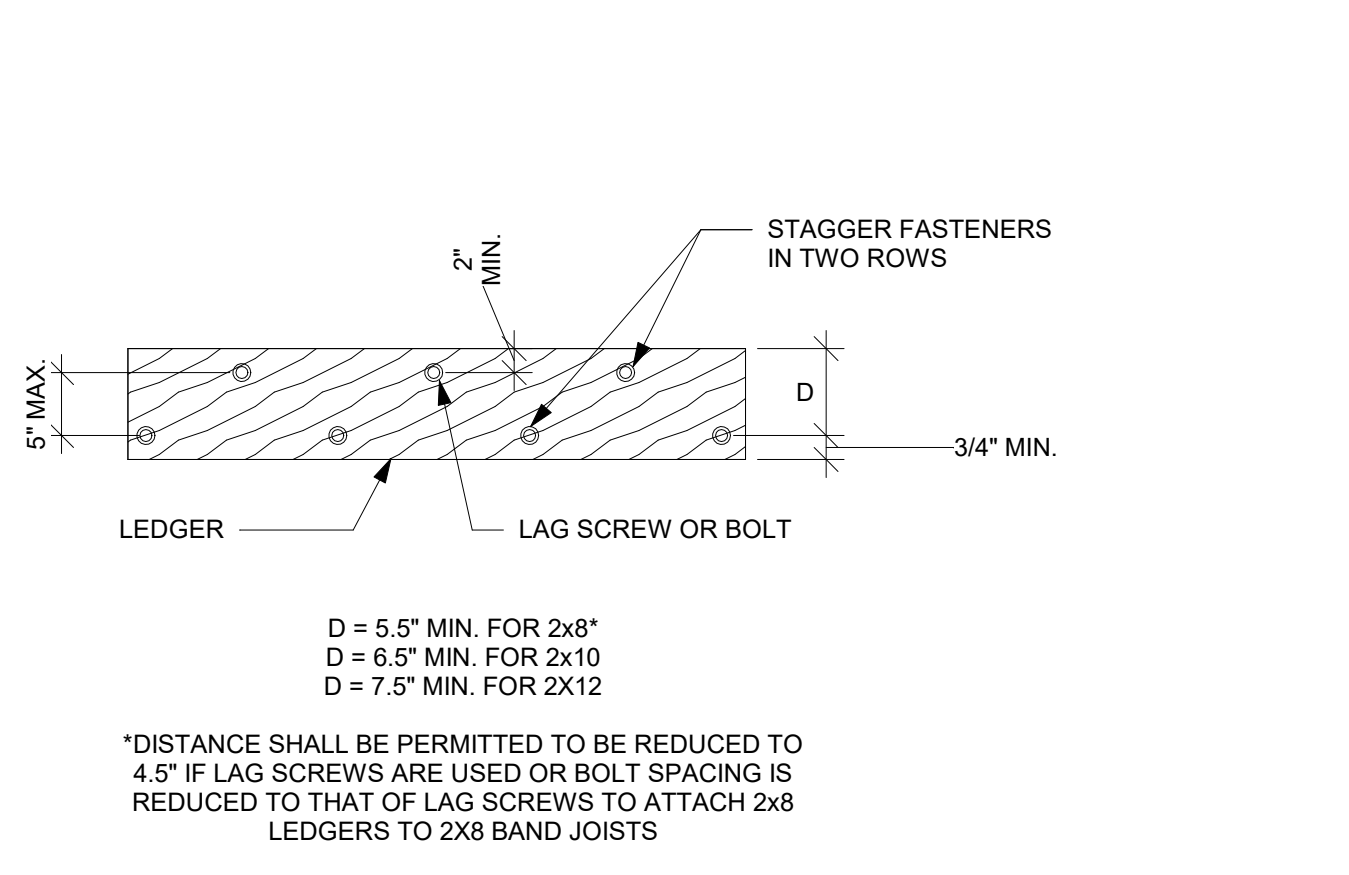 STAGGER FASTENERS
IN TWO ROWS
2"
MIN.
5" MAX.
D
3/4" MIN.
LEDGER
LAG SCREW OR BOLT
D = 5.5" MIN. FOR 2x8*
D = 6.5" MIN. FOR 2x10
D = 7.5" MIN. FOR 2X12
*DISTANCE SHALL BE PERMITTED TO BE REDUCED TO
4.5" IF LAG SCREWS ARE USED OR BOLT SPACING IS
REDUCED TO THAT OF LAG SCREWS TO ATTACH 2x8
LEDGERS TO 2X8 BAND JOISTS